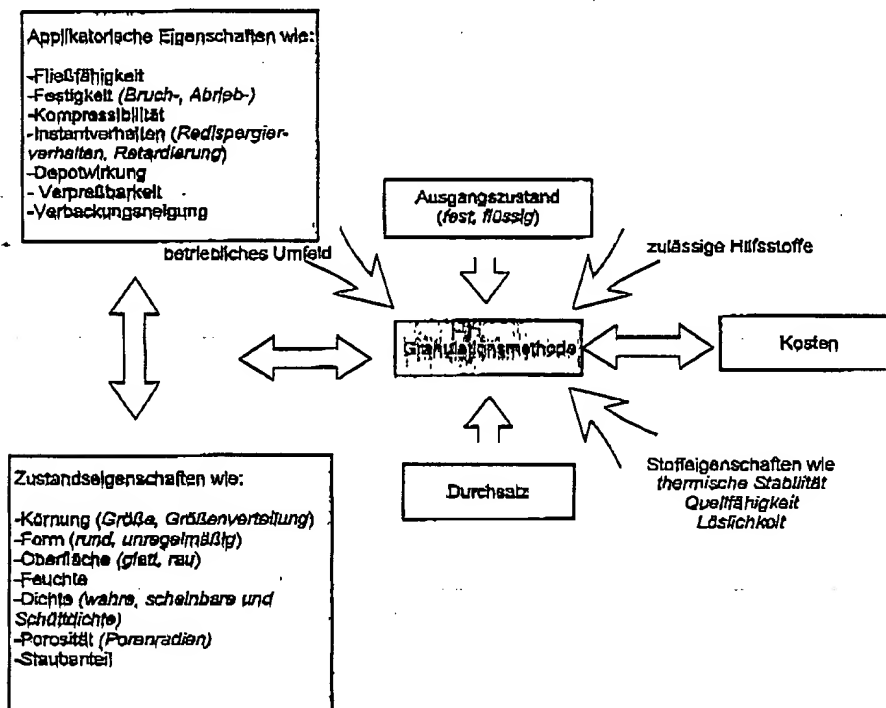 Applikatorische Eigenschaften wie:
-Fließfähigkeit
-Festigkeit (Bruch-, Abrieb-)
-Kompressibilität
-Instantverhalten (Redispergier-
verhalten, Retardierung)
-Depotwirkung
- Verpreßbarkeit
-Verbackungsneigung
Ausgangszustand
(fest, flüssig)
betriebliches Umfeld
zulässige Hilfsstoffe
Granulationsmethode
Kosten
Durchsatz
Stoffeigenschaften wie
thermische Stabilität
Quellfähigkeit
Löslichkeit
Zustandseigenschaften wie:
-Körnung (Größe, Größenverteilung)
-Form (rund, unregelmäßig)
-Oberfläche (glatt, rau)
-Feuchte
-Dichte (wahre, scheinbare und
Schüttdichte)
-Porosität (Porenradien)
-Staubanteil